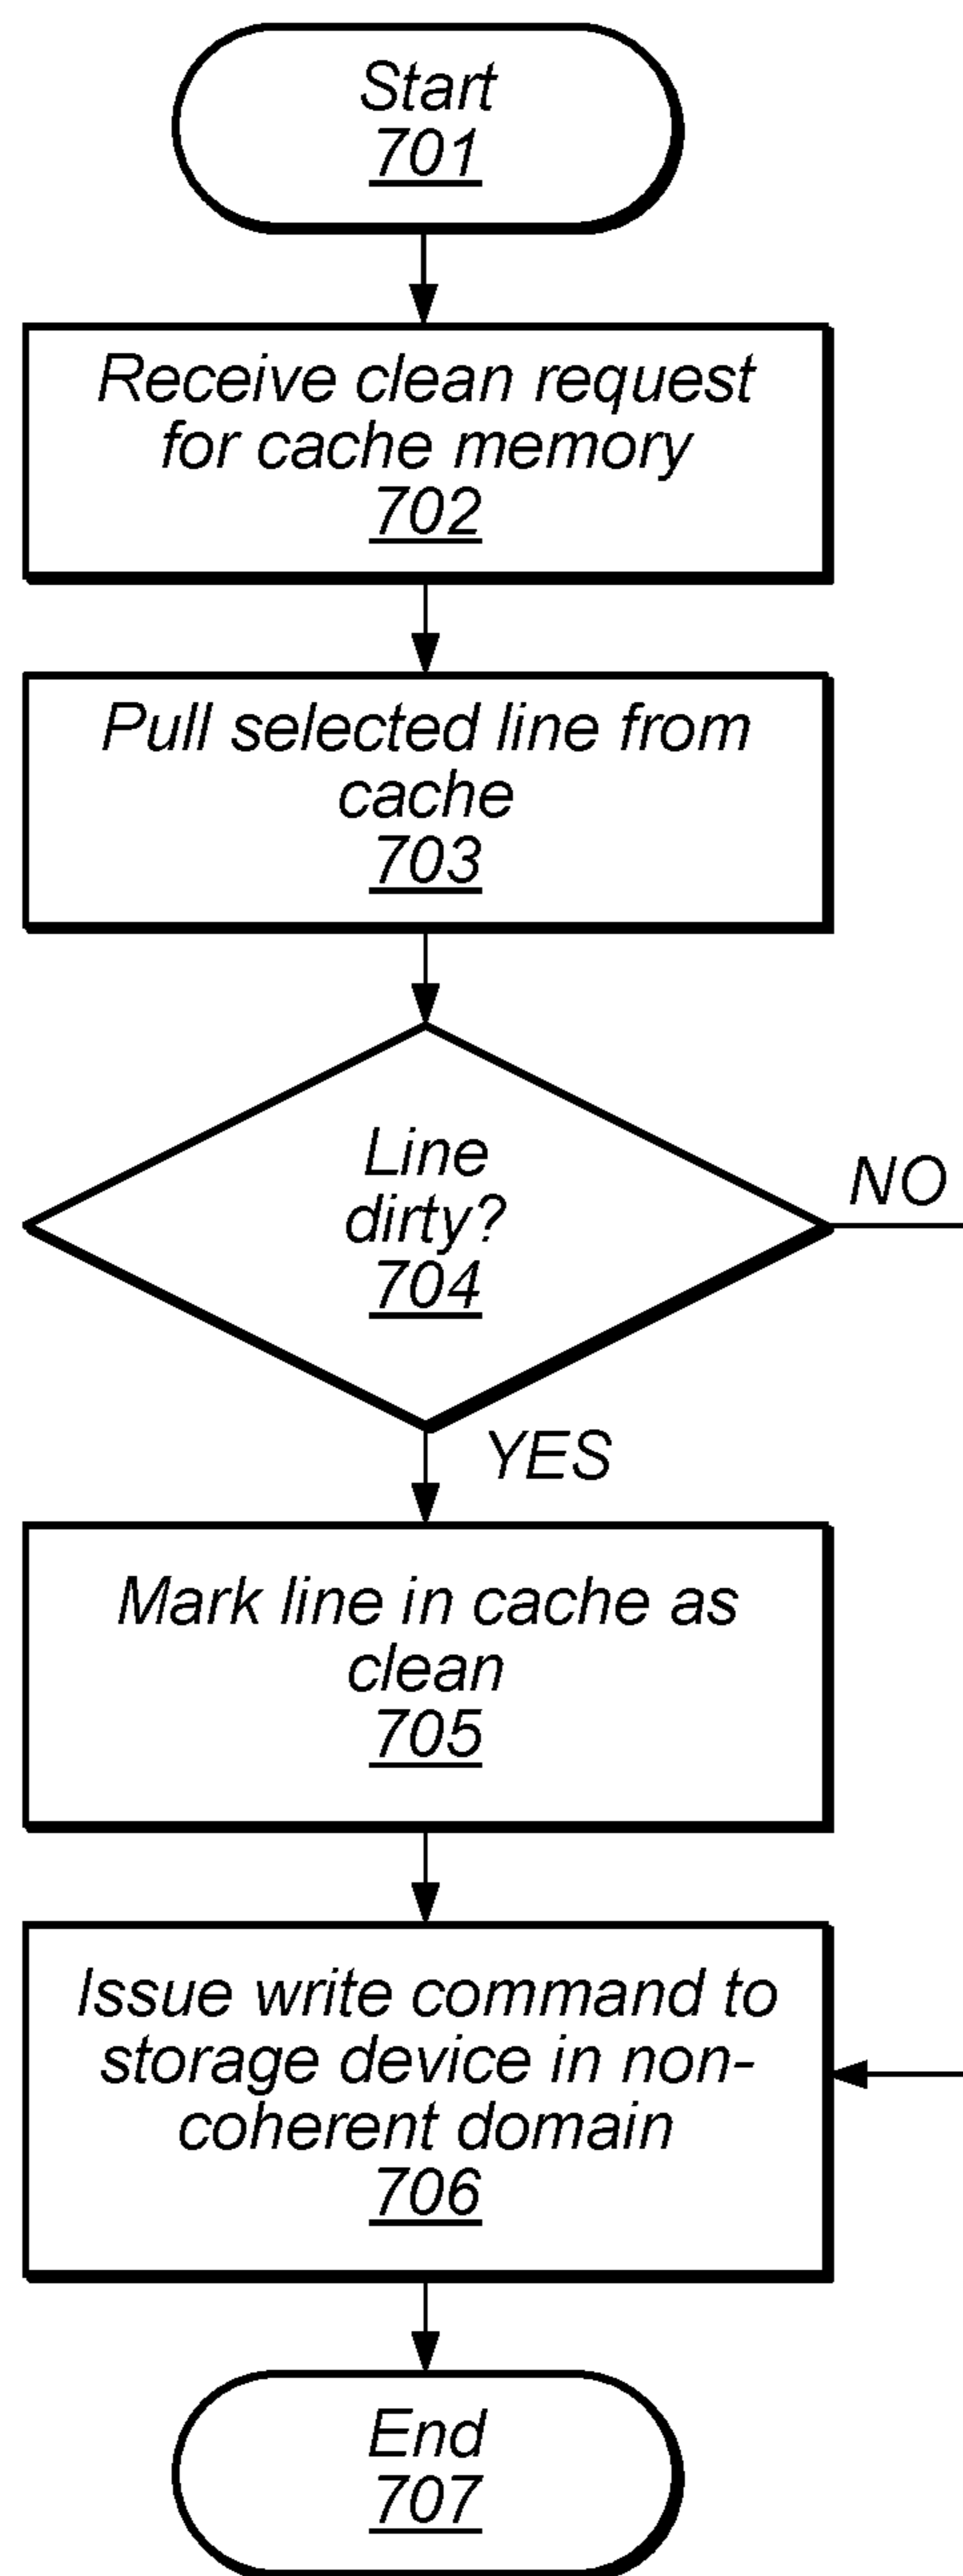 Start
701
Receive clean request
for cache memory
702
Pull selected line from
cache
703
Line
dirty?
704
NO
YES
Mark line in cache as
clean
705
Issue write command to
storage device in non-
coherent domain
706
End
707